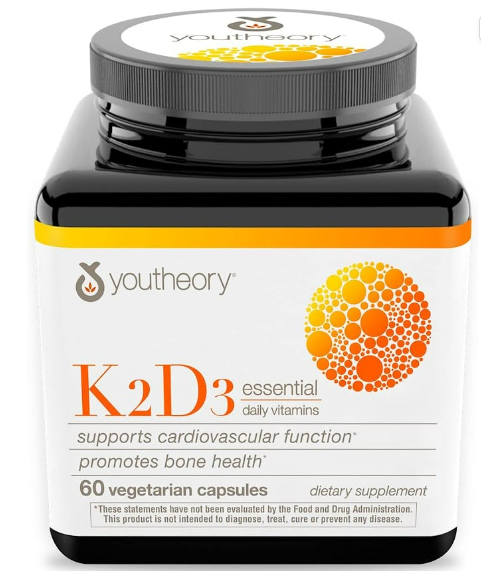 youtheory
youtheory®
K2D3 essential
daily vitamins
supports cardiovascular function*
promotes bone health*
60 vegetarian capsules dietary supplement
*These statements have not been evaluated by the Food and Drug Administration.
This product is not intended to diagnose, treat, cure or prevent any disease.